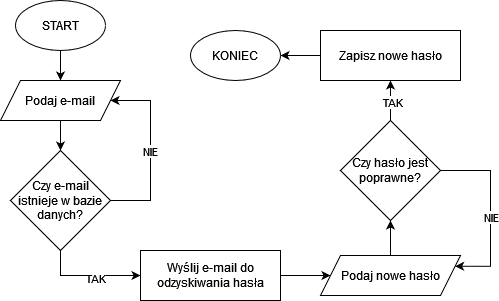 START
Podaj e-mail
NIE
Czy e-mail
istnieje w bazie
danych?
TAK
Wyślij e-mail do
odzyskiwania hasła
Podaj nowe hasło
NIE
Czy hasło jest
poprawne?
TAK
Zapisz nowe hasło
KONIEC